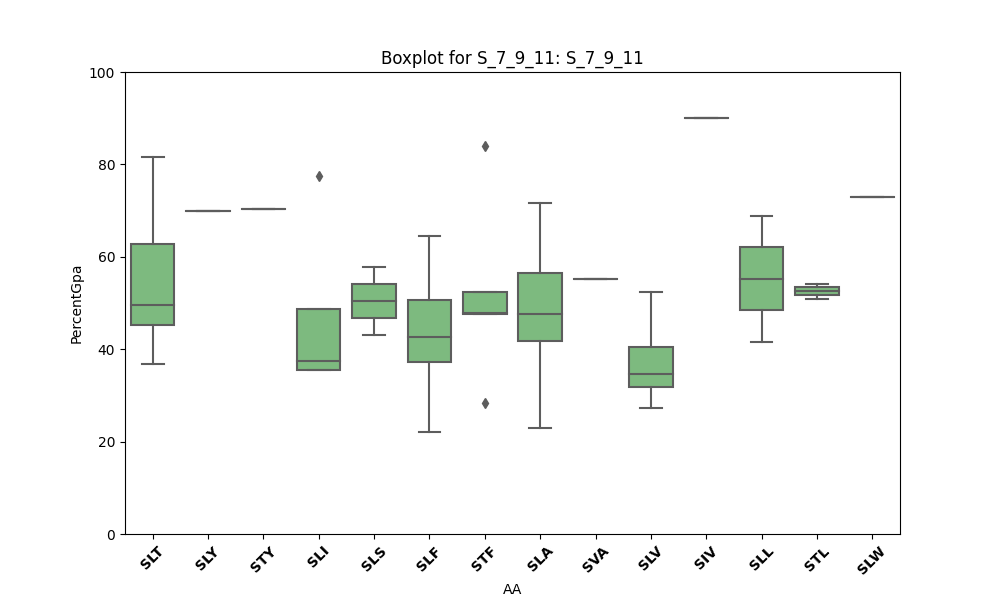 Boxplot for S_7_9_11: S_7_9_11
100
80
60
40
20
0
PercentGpa
SLT
SLY
STY
SLI
SLS
SLF
STF
SLA
SVA
SLV
SIV
SLL
STL
SLW
AA